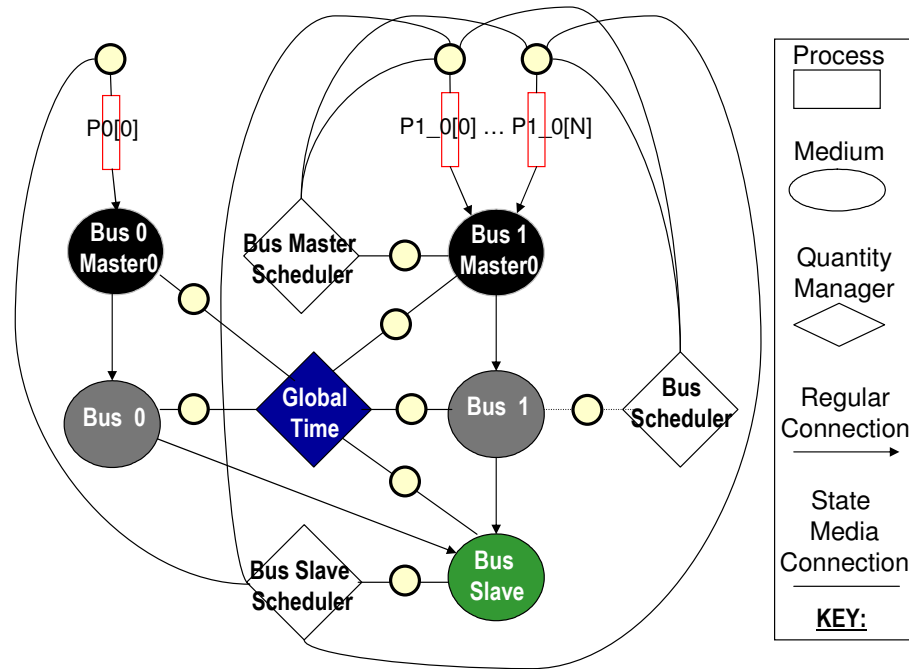 P0[0]
P1_0[0] … P1_0[N]
Bus 0
Master0
Bus Master
Scheduler
Bus 1
Master0
Bus 0
Global
Time
Bus 1
Bus
Scheduler
Bus Slave
Scheduler
Bus
Slave
Process
Medium
Quantity
Manager
Regular
Connection
State
Media
Connection
KEY: